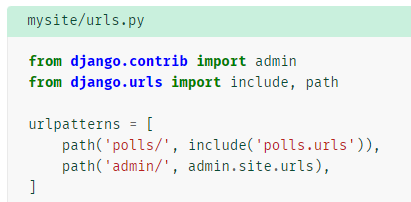 mysite/urls.py
from django.contrib import admin
from django.urls import include, path
urlpatterns = [
    path('polls/', include('polls.urls')),
    path('admin/', admin.site.urls),
]